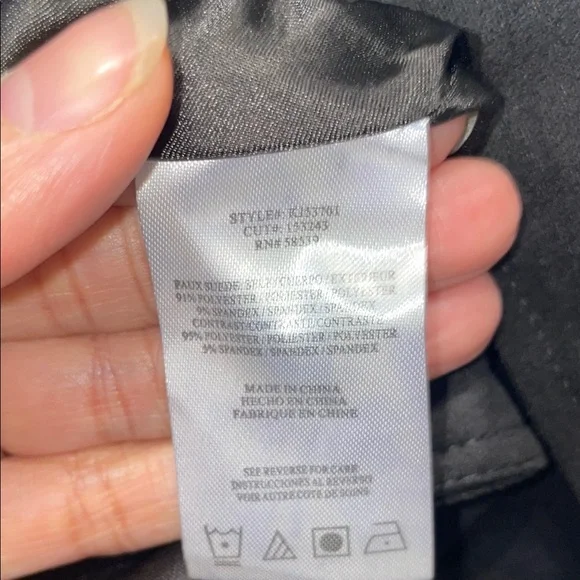 STYLE#: KJ53701
CUT#: 153243
RN# 58519
FAUX SUEDE: SELF/CUERPO/EXTERIEUR
91% POLYESTER / POLIESTER / POLYESTER
9% SPANDEX / SPANDEX / SPANDEX
CONTRAST/CONTRASTE/CONTRAST
95% POLYESTER / POLIESTER / POLYESTER
5% SPANDEX / SPANDEX / SPANDEX
MADE IN CHINA
HECHO EN CHINA
FABRIQUE EN CHINE
SEE REVERSE FOR CARE
INSTRUCCIONES AL REVERSO
VOIR AUTRE COTE DE SOINS